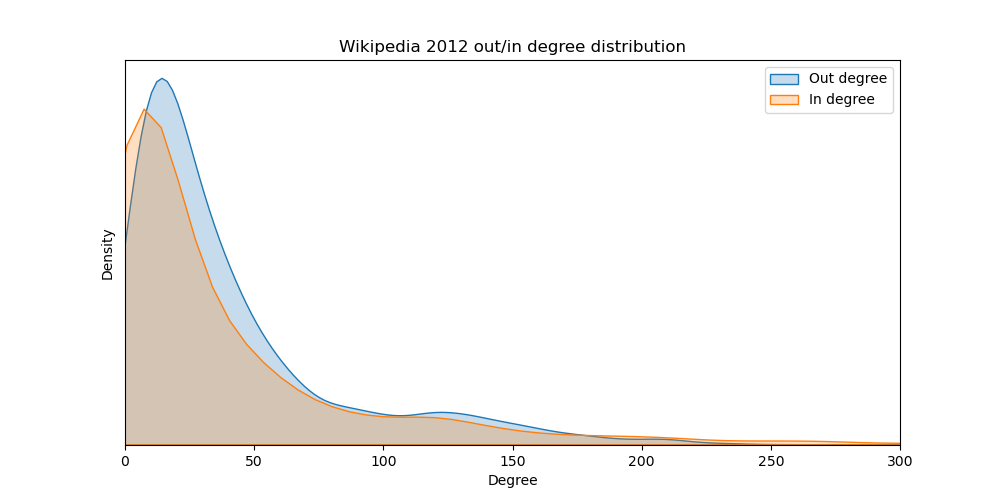 Wikipedia 2012 out/in degree distribution
Out degree
In degree
Density
0 50 100 150 200 250 300
Degree